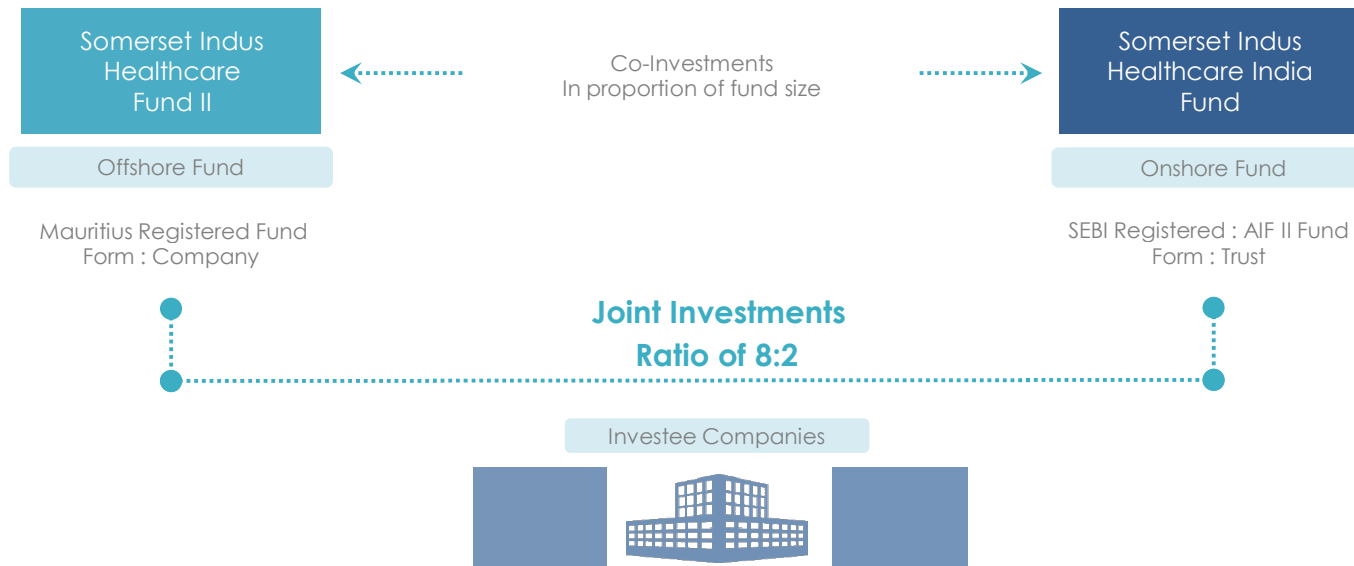 Somerset Indus
Healthcare
Fund II
Co-Investments
In proportion of fund size
Somerset Indus
Healthcare India
Fund
Offshore Fund
Onshore Fund
Mauritius Registered Fund
Form : Company
SEBI Registered : AIF II Fund
Form : Trust
Joint Investments
Ratio of 8:2
Investee Companies